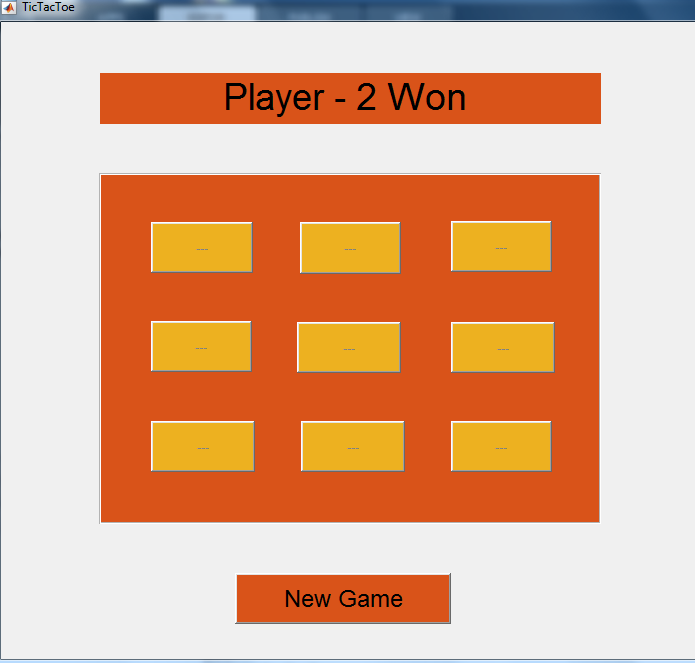 TicTacToe
Player - 2 Won
--- --- ---
--- --- ---
--- --- ---
New Game